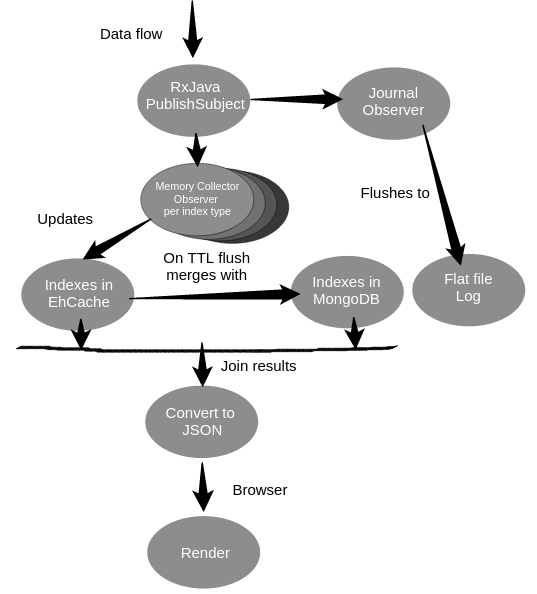 Data flow
RxJava
PublishSubject
Journal
Observer
Memory Collector
Observer
per index type
Flushes to
Updates
On TTL flush
merges with
Indexes in
EhCache
Indexes in
MongoDB
Flat file
Log
Join results
Convert to
JSON
Browser
Render